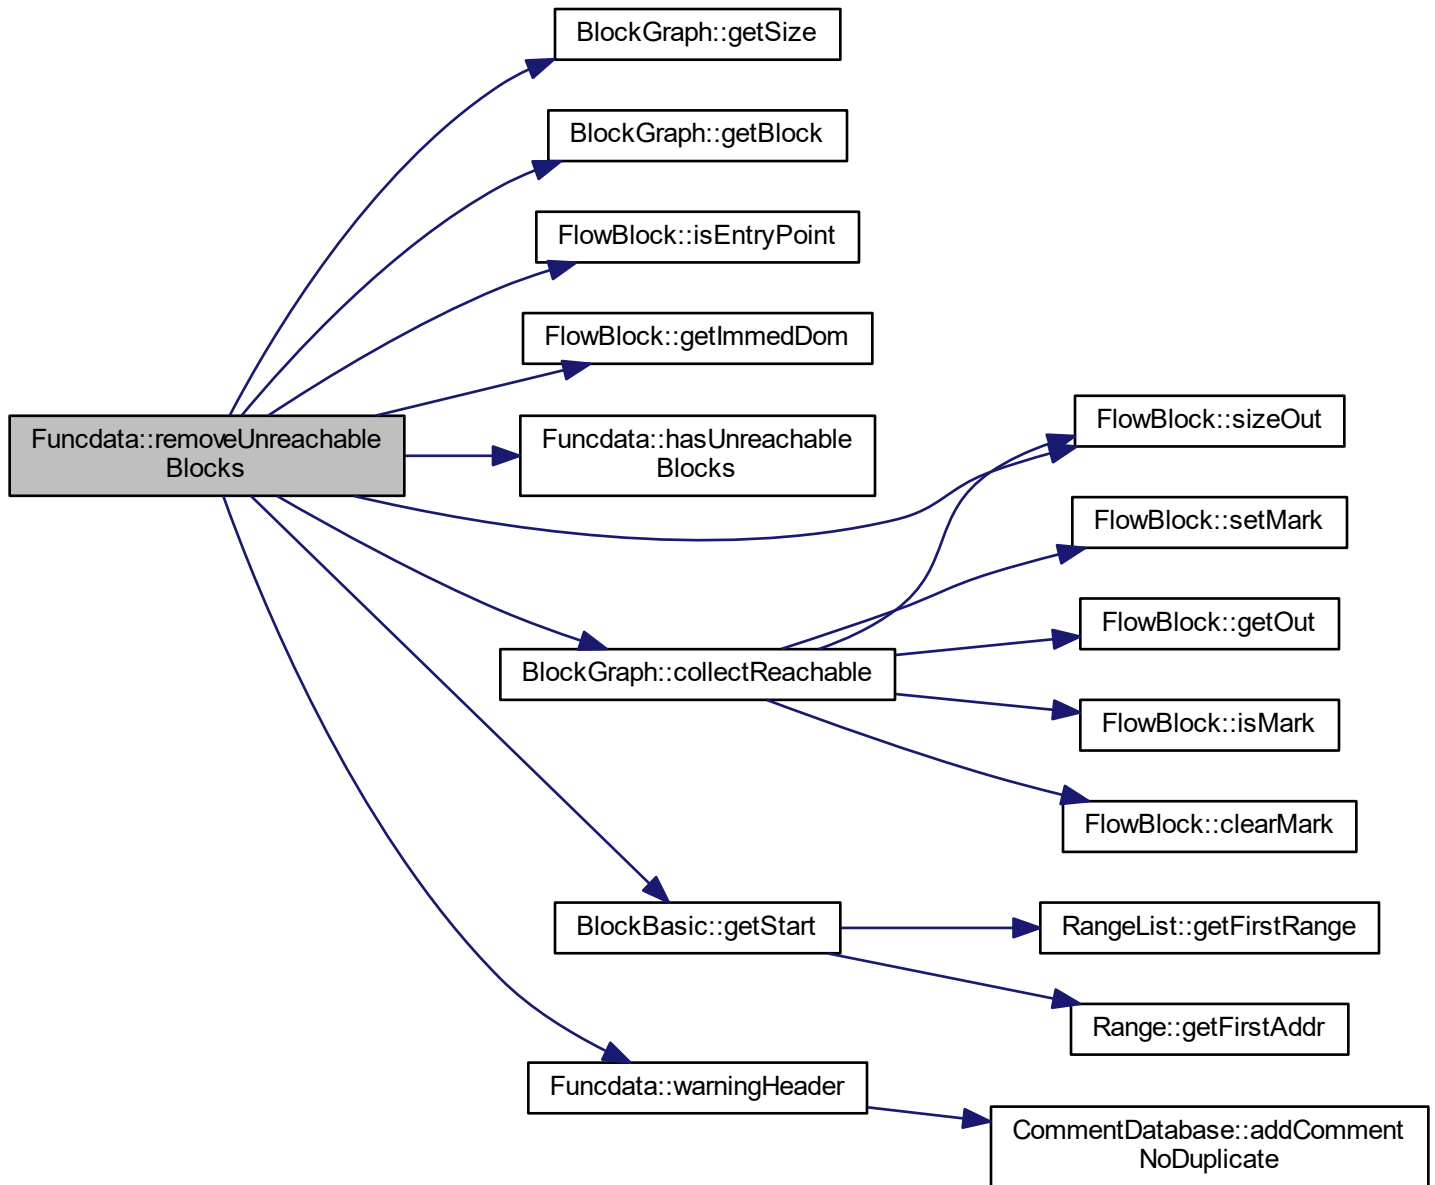 BlockGraph::getSize
BlockGraph::getBlock
FlowBlock::isEntryPoint
FlowBlock::getImmedDom
Funcdata::removeUnreachable
Blocks
Funcdata::hasUnreachable
Blocks
FlowBlock::sizeOut
FlowBlock::setMark
FlowBlock::getOut
BlockGraph::collectReachable
FlowBlock::isMark
FlowBlock::clearMark
BlockBasic::getStart
RangeList::getFirstRange
Range::getFirstAddr
Funcdata::warningHeader
CommentDatabase::addComment
NoDuplicate